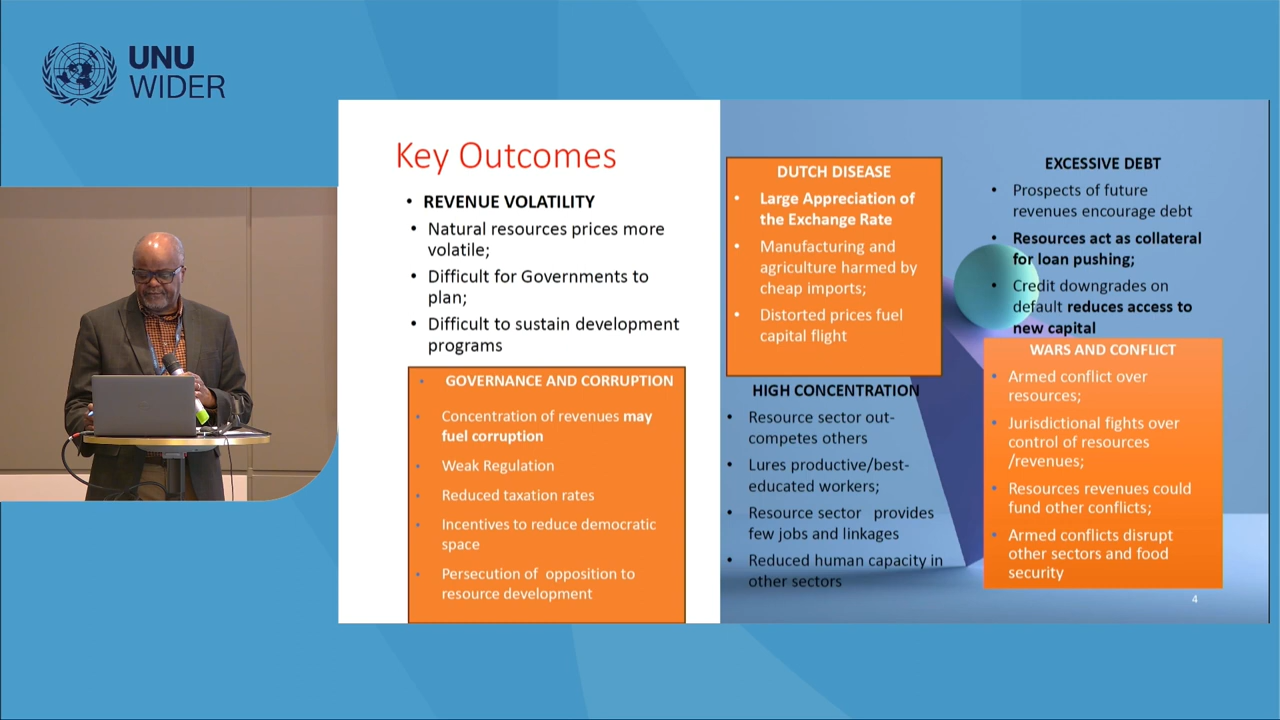 UNU
WIDER
Key Outcomes
• REVENUE VOLATILITY
• Natural resources prices more
volatile;
• Difficult for Governments to
plan;
• Difficult to sustain development
programs
• GOVERNANCE AND CORRUPTION
• Concentration of revenues may
fuel corruption
• Weak Regulation
• Reduced taxation rates
• Incentives to reduce democratic
space
• Persecution of opposition to
resource development
DUTCH DISEASE
• Large Appreciation of
the Exchange Rate
• Manufacturing and
agriculture harmed by
cheap imports;
• Distorted prices fuel
capital flight
HIGH CONCENTRATION
• Resource sector out-
competes others
• Lures productive/best-
educated workers;
• Resource sector provides
few jobs and linkages
• Reduced human capacity in
other sectors
EXCESSIVE DEBT
• Prospects of future
revenues encourage debt
• Resources act as collateral
for loan pushing;
• Credit downgrades on
default reduces access to
new capital
WARS AND CONFLICT
• Armed conflict over
resources;
• Jurisdictional fights over
control of resources
/revenues;
• Resources revenues could
fund other conflicts;
• Armed conflicts disrupt
other sectors and food
security
4